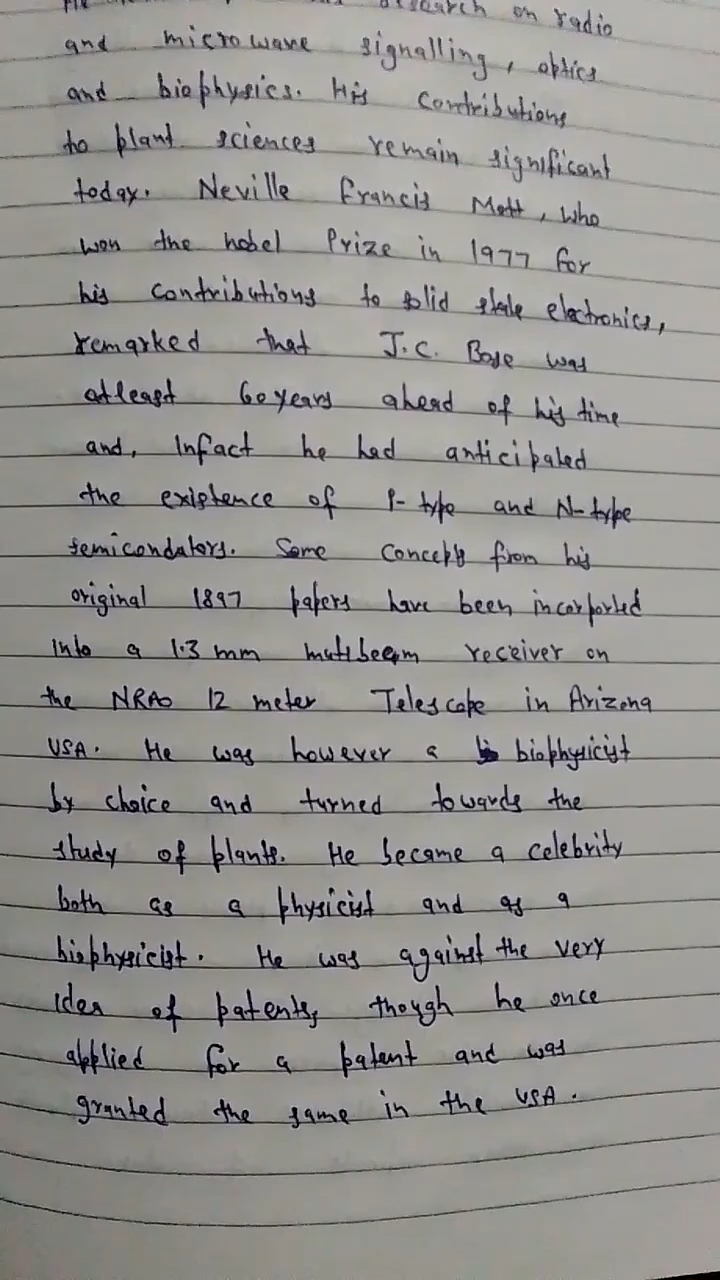 He research on radio
and microwave signalling, optics
and biophysics. His Contributions
to plant sciences remain significant
today. Neville Francis Mott, who
won the nobel Prize in 1977 for
his contributions to solid state electronics,
remarked that J.C. Bose was
atleast 60 years ahead of his time
and, Infact he had anticipated
the existence of P-type and N-type
semicondators. Some Concepts from his
original 1897 papers have been incorported
into a 1.3 mm multibeam receiver on
the NRAO 12 meter Telescope in Arizona
USA. He was however a biophysicist
by choice and turned towards the
study of plants. He became a celebrity
both as a physicist and as a
biophysicist. He was against the very
Idea of patents, though he once
applied for a patent and was
granted the same in the USA.